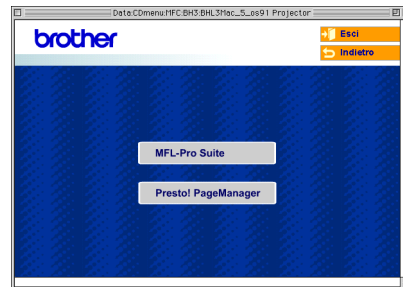 Data:CDmenu:MFC:BH3:BHL3Mac_5_os91 Projector
brother
Esci
Indietro
MFL-Pro Suite
Presto! PageManager